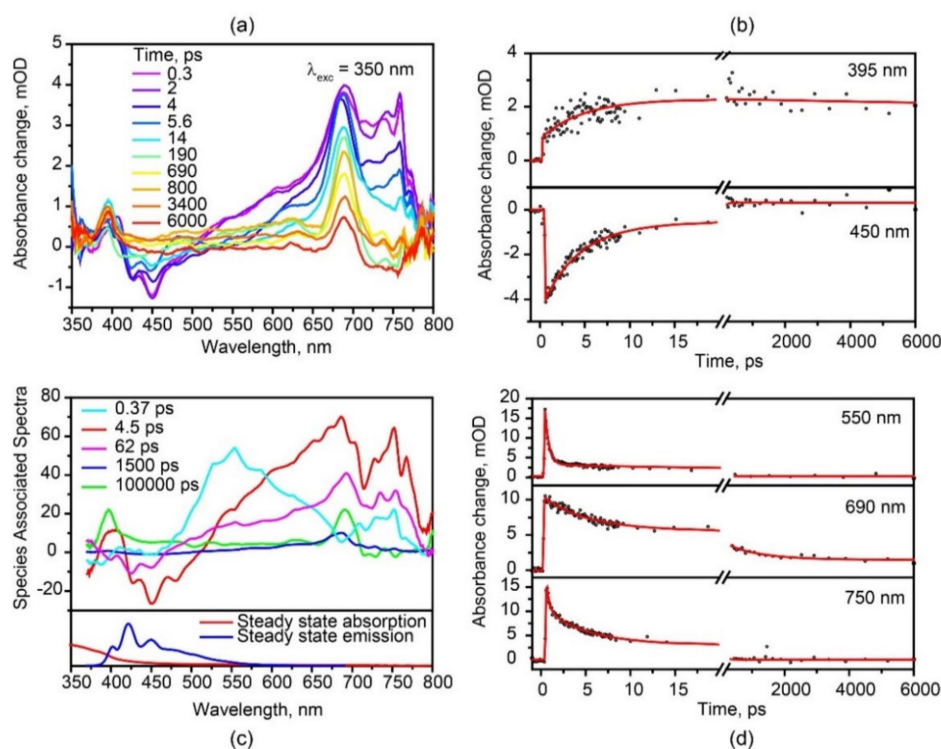 (a)
Absorbance change, mOD
5
4
3
2
1
0
-1
Time, ps
0.3
2
4
5.6
14
190
690
800
3400
6000
λexc = 350 nm
350 400 450 500 550 600 650 700 750 800
Wavelength, nm
(b)
Absorbance change, mOD
4
2
0
395 nm
0
-2
-4
450 nm
0 5 10 15 2000 4000 6000
Time, ps
Species Associated Spectra
80
60
40
20
0
-20
0.37 ps
4.5 ps
62 ps
1500 ps
100000 ps
Steady state absorption
Steady state emission
350 400 450 500 550 600 650 700 750 800
Wavelength, nm
(c)
Absorbance change, mOD
20
15
10
5
0
550 nm
10
5
0
690 nm
15
10
5
0
750 nm
0 5 10 15 2000 4000 6000
Time, ps
(d)